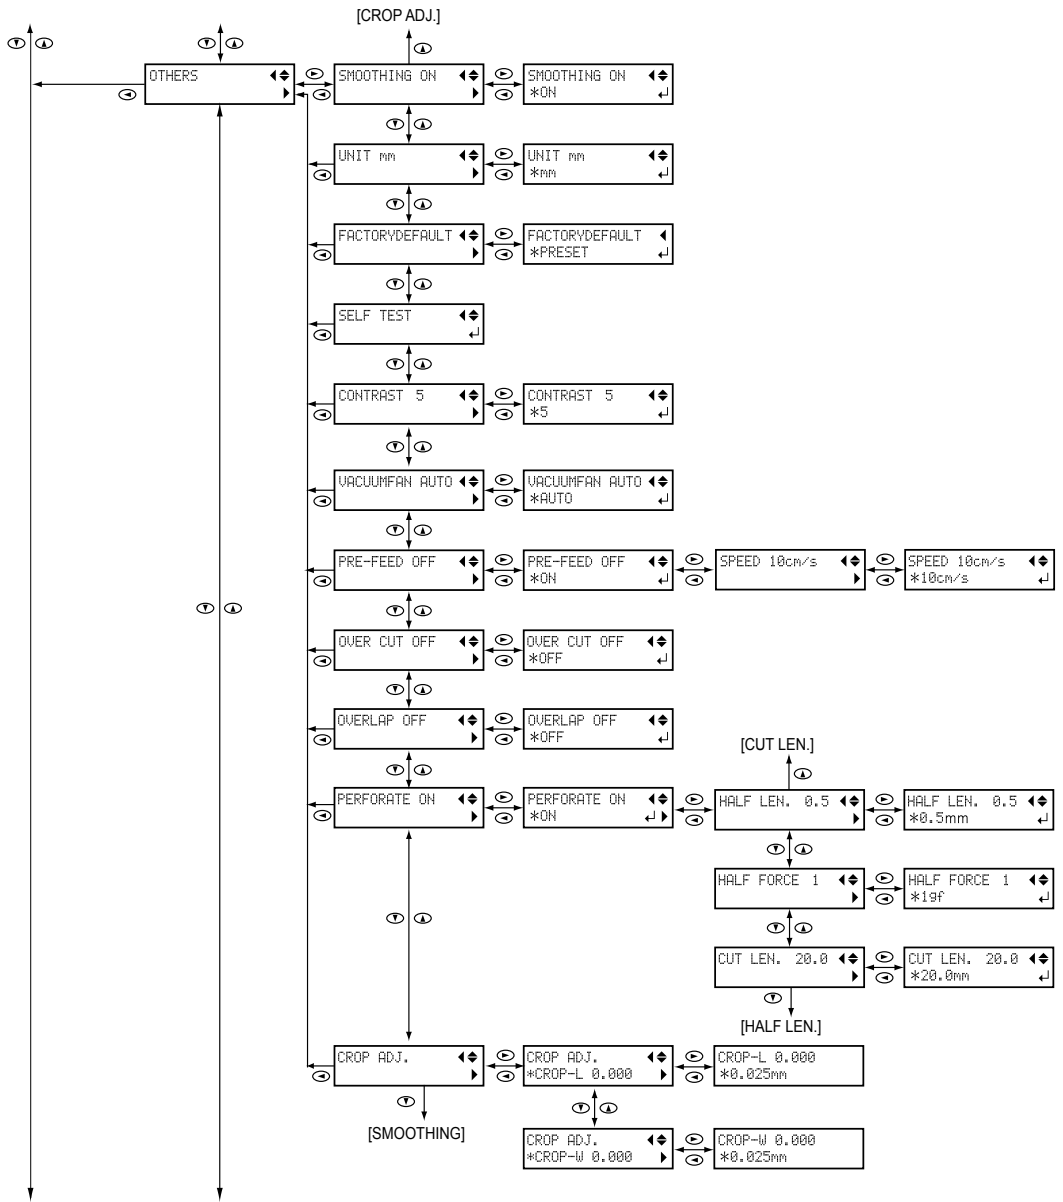 [CROP ADJ.]
OTHERS
SMOOTHING ON
SMOOTHING ON
*ON
UNIT mm
UNIT mm
*mm
FACTORYDEFAULT
FACTORYDEFAULT
*PRESET
SELF TEST
CONTRAST 5
CONTRAST 5
*5
VACUUMFAN AUTO
VACUUMFAN AUTO
*AUTO
PRE-FEED OFF
PRE-FEED OFF
*ON
SPEED 10cm/s
SPEED 10cm/s
*10cm/s
OVER CUT OFF
OVER CUT OFF
*OFF
OVERLAP OFF
OVERLAP OFF
*OFF
[CUT LEN.]
PERFORATE ON
PERFORATE ON
*ON
HALF LEN. 0.5
HALF LEN. 0.5
*0.5mm
HALF FORCE 1
HALF FORCE 1
*1gf
CUT LEN. 20.0
CUT LEN. 20.0
*20.0mm
[HALF LEN.]
CROP ADJ.
CROP ADJ.
*CROP-L 0.000
CROP-L 0.000
*0.025mm
[SMOOTHING]
CROP ADJ.
*CROP-W 0.000
CROP-W 0.000
*0.025mm